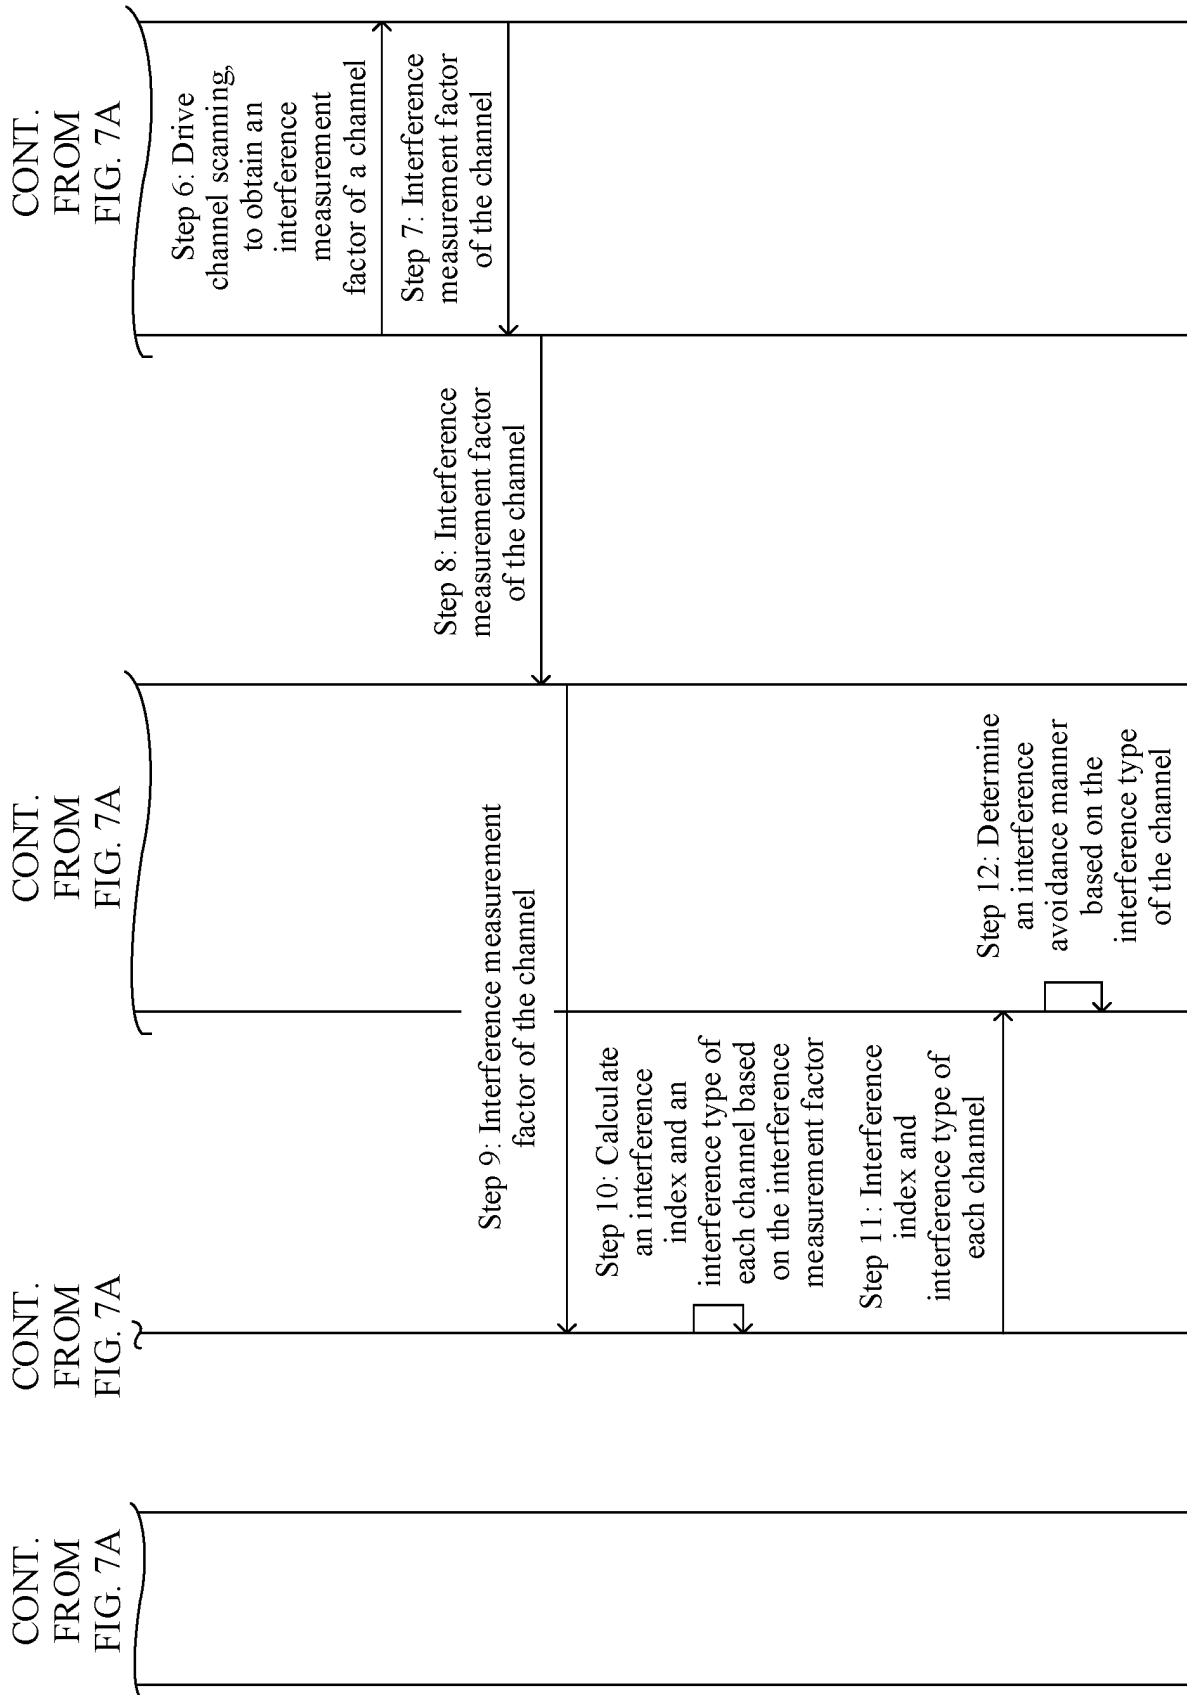 CONT.
FROM
FIG. 7A
CONT.
FROM
FIG. 7A
CONT.
FROM
FIG. 7A
CONT.
FROM
FIG. 7A
Step 6: Drive
channel scanning,
to obtain an
interference
measurement
factor of a channel
Step 7: Interference
measurement factor
of the channel
Step 8: Interference
measurement factor
of the channel
Step 9: Interference measurement
factor of the channel
Step 10: Calculate
an interference
index and an
interference type of
each channel based
on the interference
measurement factor
Step 11: Interference
index and
interference type of
each channel
Step 12: Determine
an interference
avoidance manner
based on the
interference type
of the channel